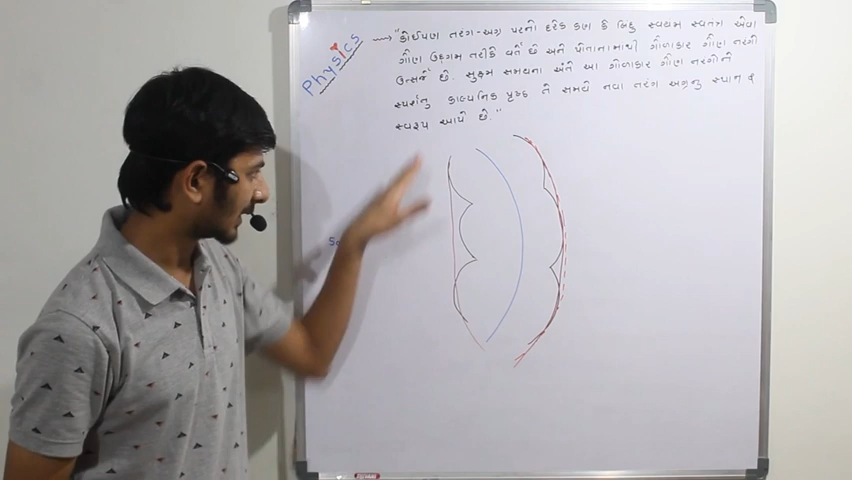 Physics
"કોઈપણ તરંગ-અગ્ર પરનો દરેક કણ કે બિંદુ સ્વયમ સ્વતંત્ર એવા
ગૌણ ઉદ્‌ગમ તરીકે વર્તે છે અને પોતાનામાથી ગોળાકાર ગૌણ તરંગો
ઉત્સર્જે છે. સુક્ષ્મ સમયના અંતે આ ગોળાકાર ગૌણ તરંગોને
સ્પર્શતુ કાલ્પનિક પૃષ્ઠ તે સમયે નવા તરંગ અગ્રનુ સ્થાન વ
સ્વરૂપ આપે છે."